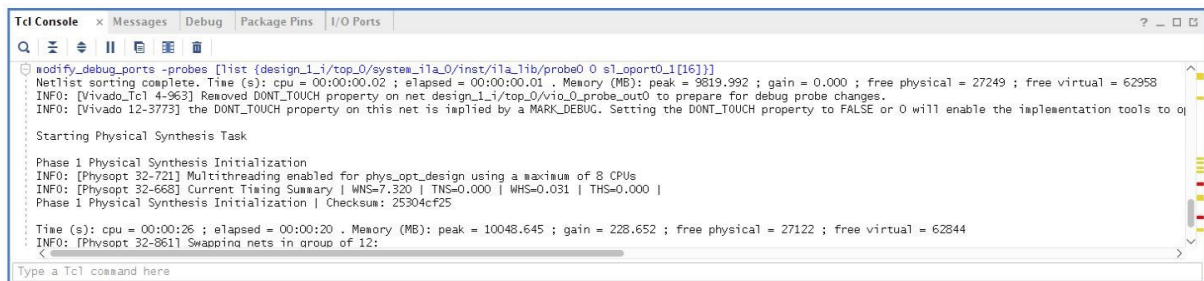 Tcl Console × Messages Debug Package Pins I/O Ports ?
modify_debug_ports -probes [list {design_1_i/top_0/system_ila_0/inst/ila_lib/probe0 0 sl_oport0_1[16]}]
Netlist sorting complete. Time (s): cpu = 00:00:00.02 ; elapsed = 00:00:00.01 . Memory (MB): peak = 9819.992 ; gain = 0.000 ; free physical = 27249 ; free virtual = 62958
INFO: [Vivado_Tcl 4-963] Removed DONT_TOUCH property on net design_1_i/top_0/vio_0_probe_out0 to prepare for debug probe changes.
INFO: [Vivado 12-3773] the DONT_TOUCH property on this net is implied by a MARK_DEBUG. Setting the DONT_TOUCH property to FALSE or 0 will enable the implementation tools to op
Starting Physical Synthesis Task
Phase 1 Physical Synthesis Initialization
INFO: [Physopt 32-721] Multithreading enabled for phys_opt_design using a maximum of 8 CPUs
INFO: [Physopt 32-668] Current Timing Summary | WNS=7.320 | TNS=0.000 | WHS=0.031 | THS=0.000 |
Phase 1 Physical Synthesis Initialization | Checksum: 25304cf25
Time (s): cpu = 00:00:26 ; elapsed = 00:00:20 . Memory (MB): peak = 10048.645 ; gain = 228.652 ; free physical = 27122 ; free virtual = 62844
INFO: [Physopt 32-861] Swapping nets in group of 12:
Type a Tcl command here